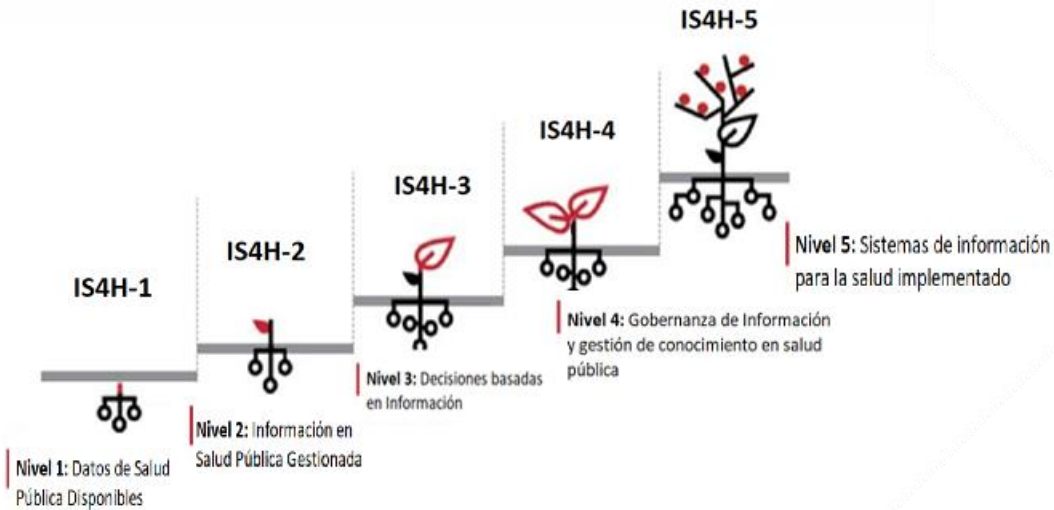 IS4H-1
Nivel 1: Datos de Salud
Pública Disponibles
IS4H-2
Nivel 2: Información en
Salud Pública Gestionada
IS4H-3
Nivel 3: Decisiones basadas
en Información
IS4H-4
Nivel 4: Gobernanza de Información
y gestión de conocimiento en salud
pública
IS4H-5
Nivel 5: Sistemas de información
para la salud implementado